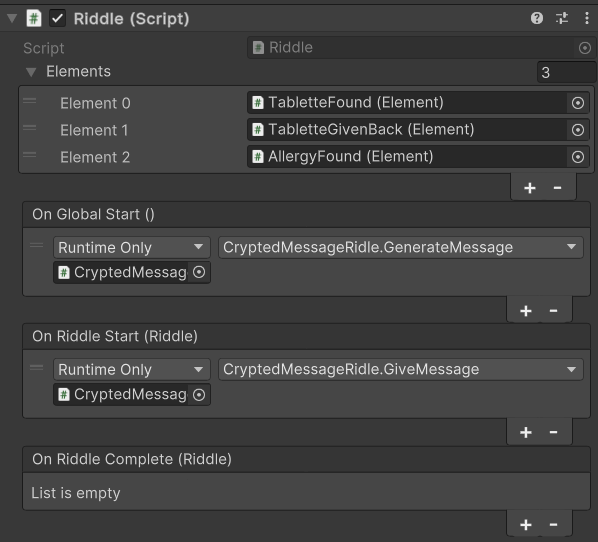 Riddle (Script)
Script
Riddle
Elements
3
Element 0
TabletteFound (Element)
Element 1
TabletteGivenBack (Element)
Element 2
AllergyFound (Element)
+ -
On Global Start ()
Runtime Only
CryptedMessageRidle.GenerateMessage
CryptedMessag
+ -
On Riddle Start (Riddle)
Runtime Only
CryptedMessageRidle.GiveMessage
CryptedMessag
+ -
On Riddle Complete (Riddle)
List is empty
+ -